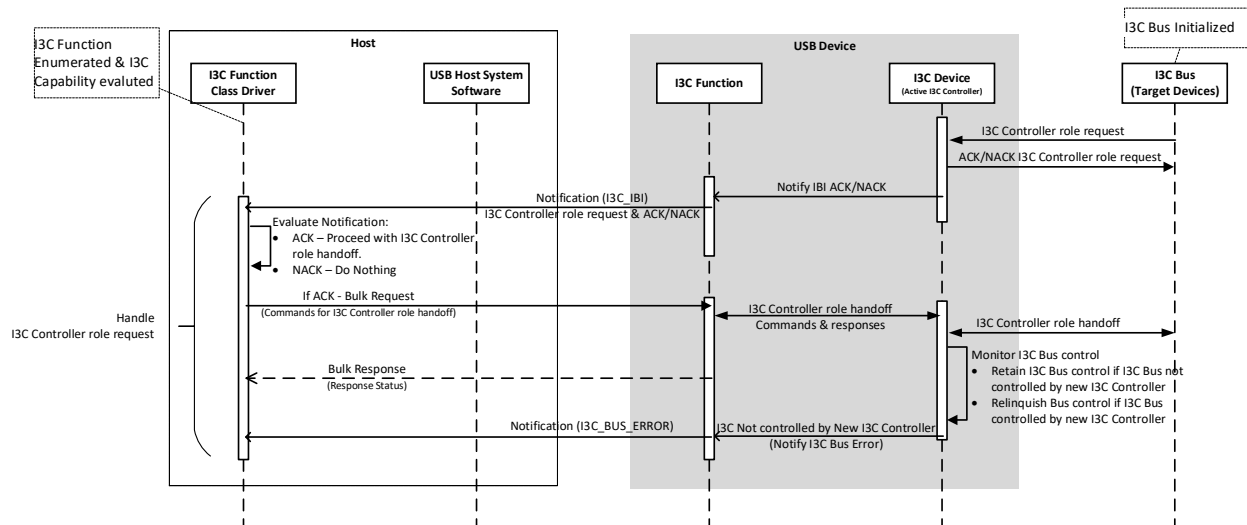 I3C Function
Enumerated & I3C
Capability evaluted
Host
USB Device
I3C Bus Initialized
I3C Function
Class Driver
USB Host System
Software
I3C Function
I3C Device
(Active I3C Controller)
I3C Bus
(Target Devices)
I3C Controller role request
ACK/NACK I3C Controller role request
Notify IBI ACK/NACK
Notification (I3C_IBI)
I3C Controller role request & ACK/NACK
Evaluate Notification:
• ACK – Proceed with I3C Controller
role handoff.
• NACK – Do Nothing
Handle
I3C Controller role request
If ACK - Bulk Request
(Commands for I3C Controller role handoff)
I3C Controller role handoff
Commands & responses
I3C Controller role handoff
Monitor I3C Bus control
• Retain I3C Bus control if I3C Bus not
controlled by new I3C Controller
• Relinquish Bus control if I3C Bus
controlled by new I3C Controller
Bulk Response
(Response Status)
Notification (I3C_BUS_ERROR)
I3C Not controlled by New I3C Controller
(Notify I3C Bus Error)